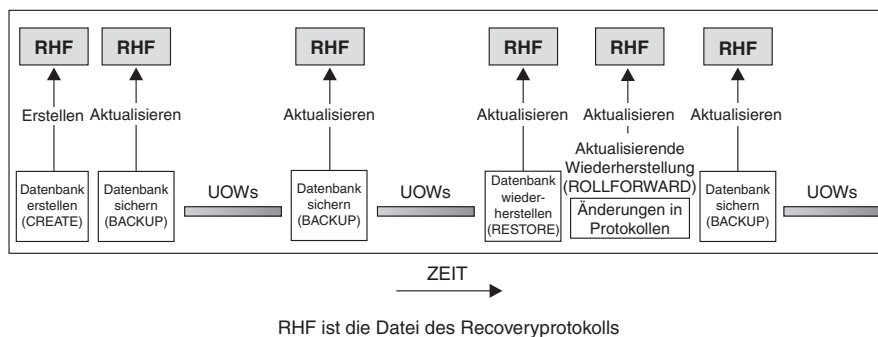 RHF RHF RHF RHF RHF RHF
Erstellen Aktualisieren Aktualisieren Aktualisieren Aktualisieren Aktualisieren
Datenbank
erstellen
(CREATE)
Datenbank
sichern
(BACKUP)
UOWs
Datenbank
sichern
(BACKUP)
UOWs
Datenbank
wieder-
herstellen
(RESTORE)
Aktualisierende
Wiederherstellung
(ROLLFORWARD)
Änderungen in
Protokollen
Datenbank
sichern
(BACKUP)
UOWs
ZEIT
RHF ist die Datei des Recoveryprotokolls